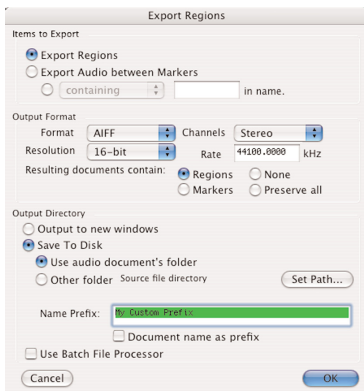 Export Regions
Items to Export
Export Regions
Export Audio between Markers
containing in name.
Output Format
Format AIFF Channels Stereo
Resolution 16-bit Rate 44100.0000 kHz
Resulting documents contain: Regions None
Markers Preserve all
Output Directory
Output to new windows
Save To Disk
Use audio document's folder
Other folder Source file directory Set Path...
Name Prefix: My Custom Prefix
Document name as prefix
Use Batch File Processor
Cancel OK